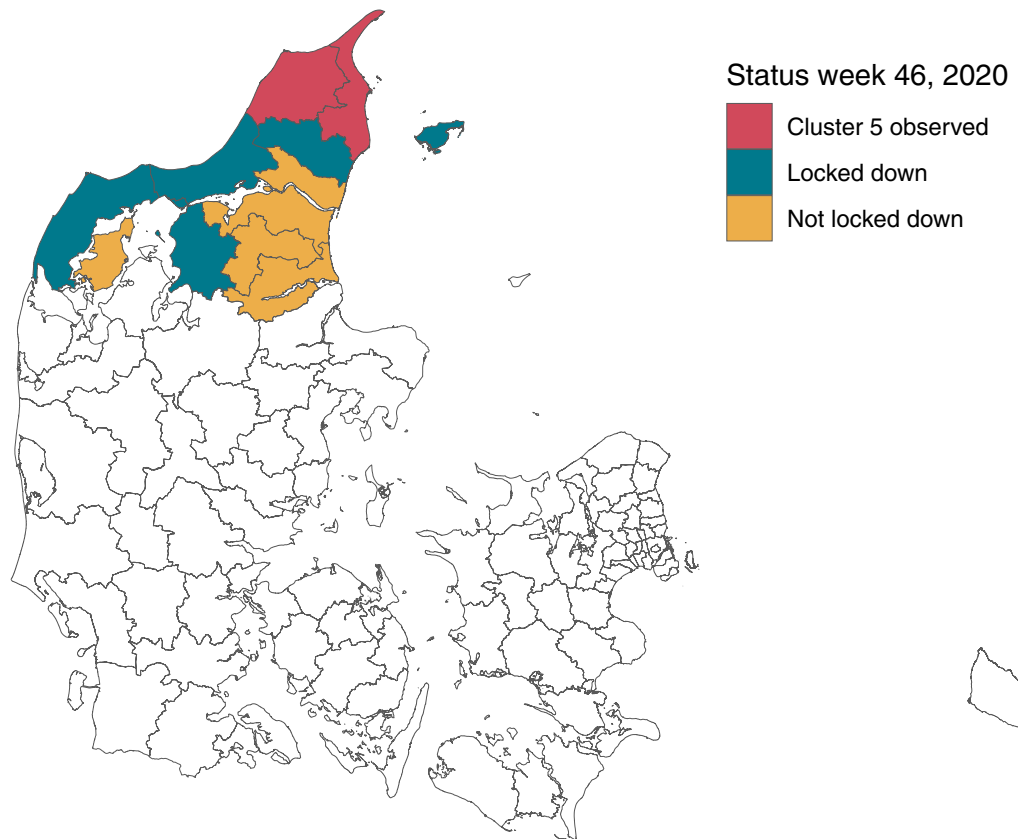 Status week 46, 2020
Cluster 5 observed
Locked down
Not locked down